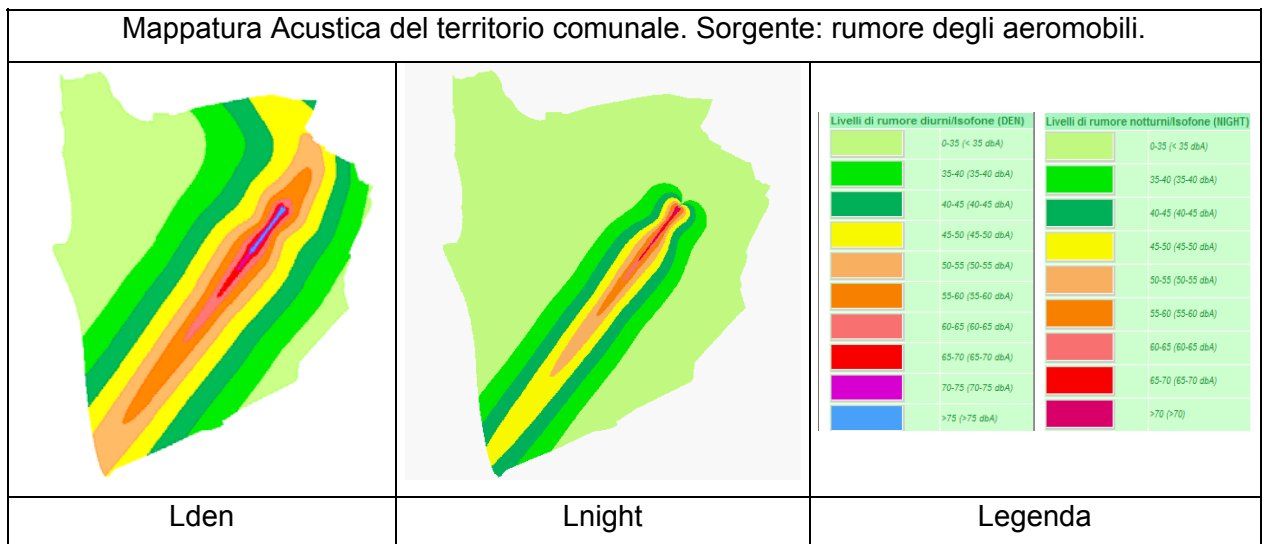 Mappatura Acustica del territorio comunale. Sorgente: rumore degli aeromobili.
Livelli di rumore diurni/Isofone (DEN)
0-35 (< 35 dbA)
35-40 (35-40 dbA)
40-45 (40-45 dbA)
45-50 (45-50 dbA)
50-55 (50-55 dbA)
55-60 (55-60 dbA)
60-65 (60-65 dbA)
65-70 (65-70 dbA)
70-75 (70-75 dbA)
>75 (>75 dbA)
Livelli di rumore notturni/Isofone (NIGHT)
0-35 (< 35 dbA)
35-40 (35-40 dbA)
40-45 (40-45 dbA)
45-50 (45-50 dbA)
50-55 (50-55 dbA)
55-60 (55-60 dbA)
60-65 (60-65 dbA)
65-70 (65-70 dbA)
>70 (>70)
Lden
Lnight
Legenda